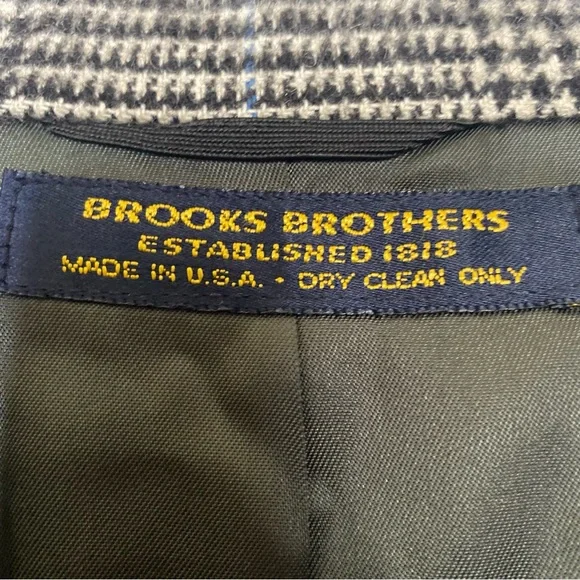 BROOKS BROTHERS
ESTABLISHED 1818
MADE IN U.S.A. • DRY CLEAN ONLY